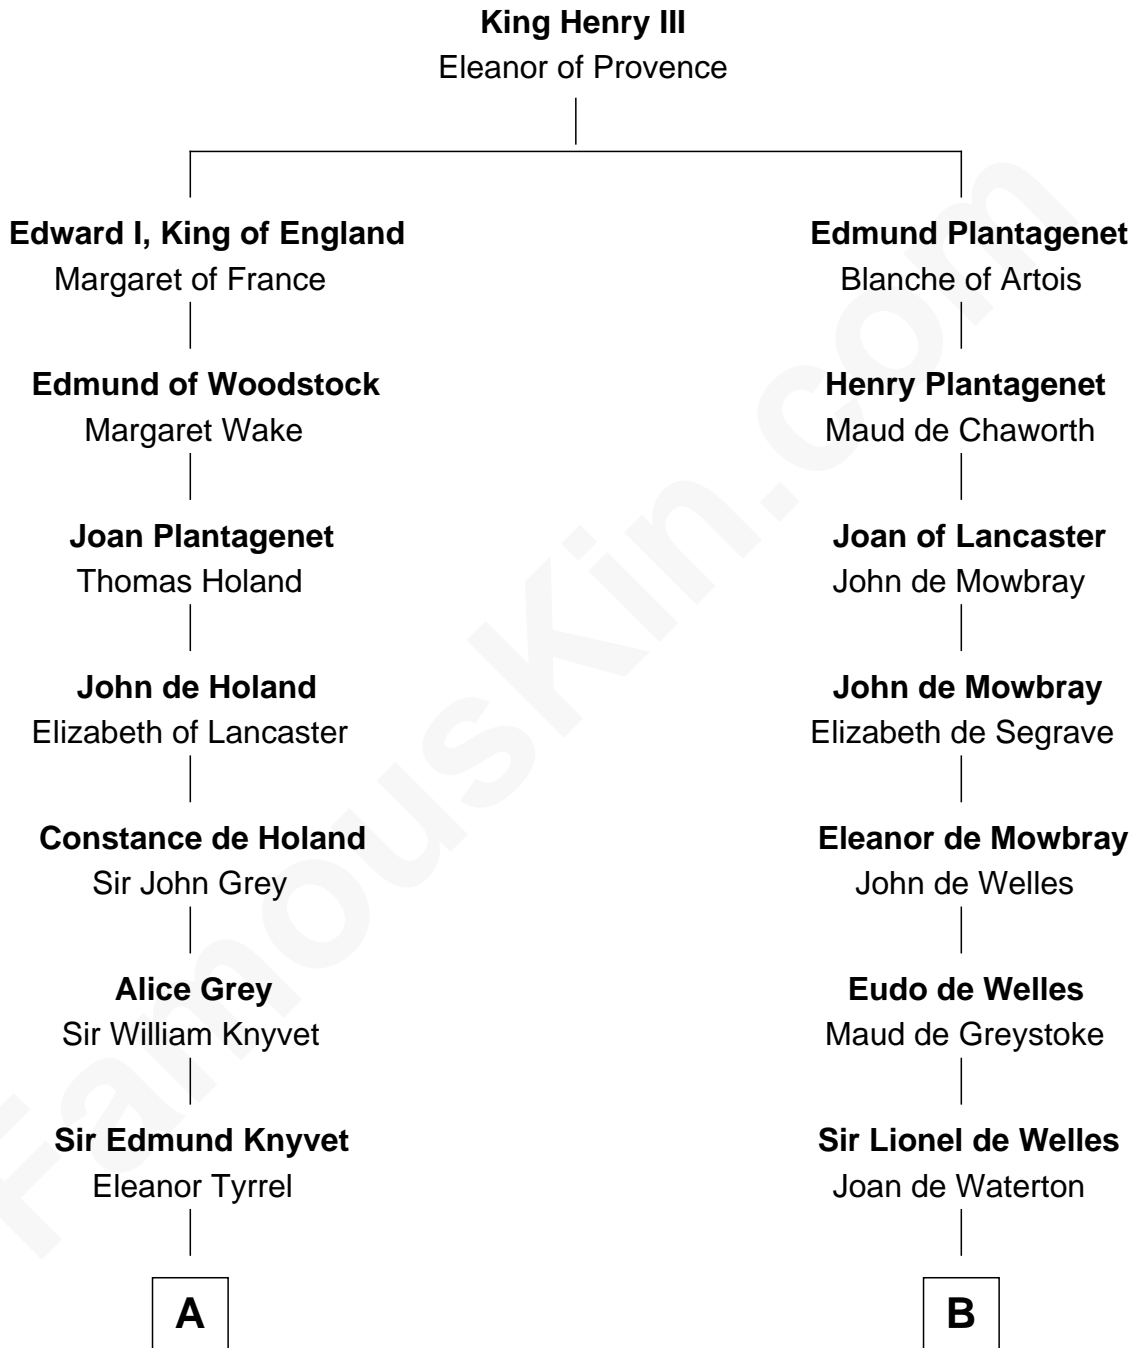 King Henry III
Eleanor of Provence
Edward I, King of England
Margaret of France
Edmund of Woodstock
Margaret Wake
Joan Plantagenet
Thomas Holand
John de Holand
Elizabeth of Lancaster
Constance de Holand
Sir John Grey
Alice Grey
Sir William Knyvet
Sir Edmund Knyvet
Eleanor Tyrrel
A
Edmund Plantagenet
Blanche of Artois
Henry Plantagenet
Maud de Chaworth
Joan of Lancaster
John de Mowbray
John de Mowbray
Elizabeth de Segrave
Eleanor de Mowbray
John de Welles
Eudo de Welles
Maud de Greystoke
Sir Lionel de Welles
Joan de Waterton
B
FamousKin.com